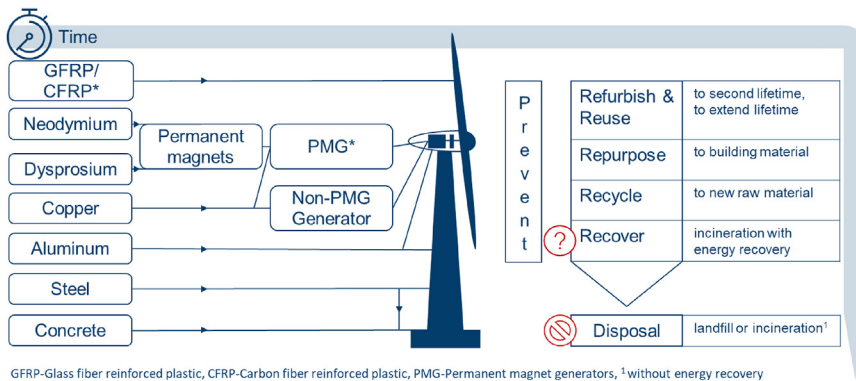 Time
GFRP/
CFRP*
Neodymium
Dysprosium
Copper
Aluminum
Steel
Concrete
Permanent
magnets
PMG*
Non-PMG
Generator
Prevent
Refurbish &
Reuse
to second lifetime,
to extend lifetime
Repurpose
to building material
Recycle
to new raw material
?
Recover
incineration with
energy recovery
Disposal
landfill or incineration¹
GFRP-Glass fiber reinforced plastic, CFRP-Carbon fiber reinforced plastic, PMG-Permanent magnet generators, ¹ without energy recovery